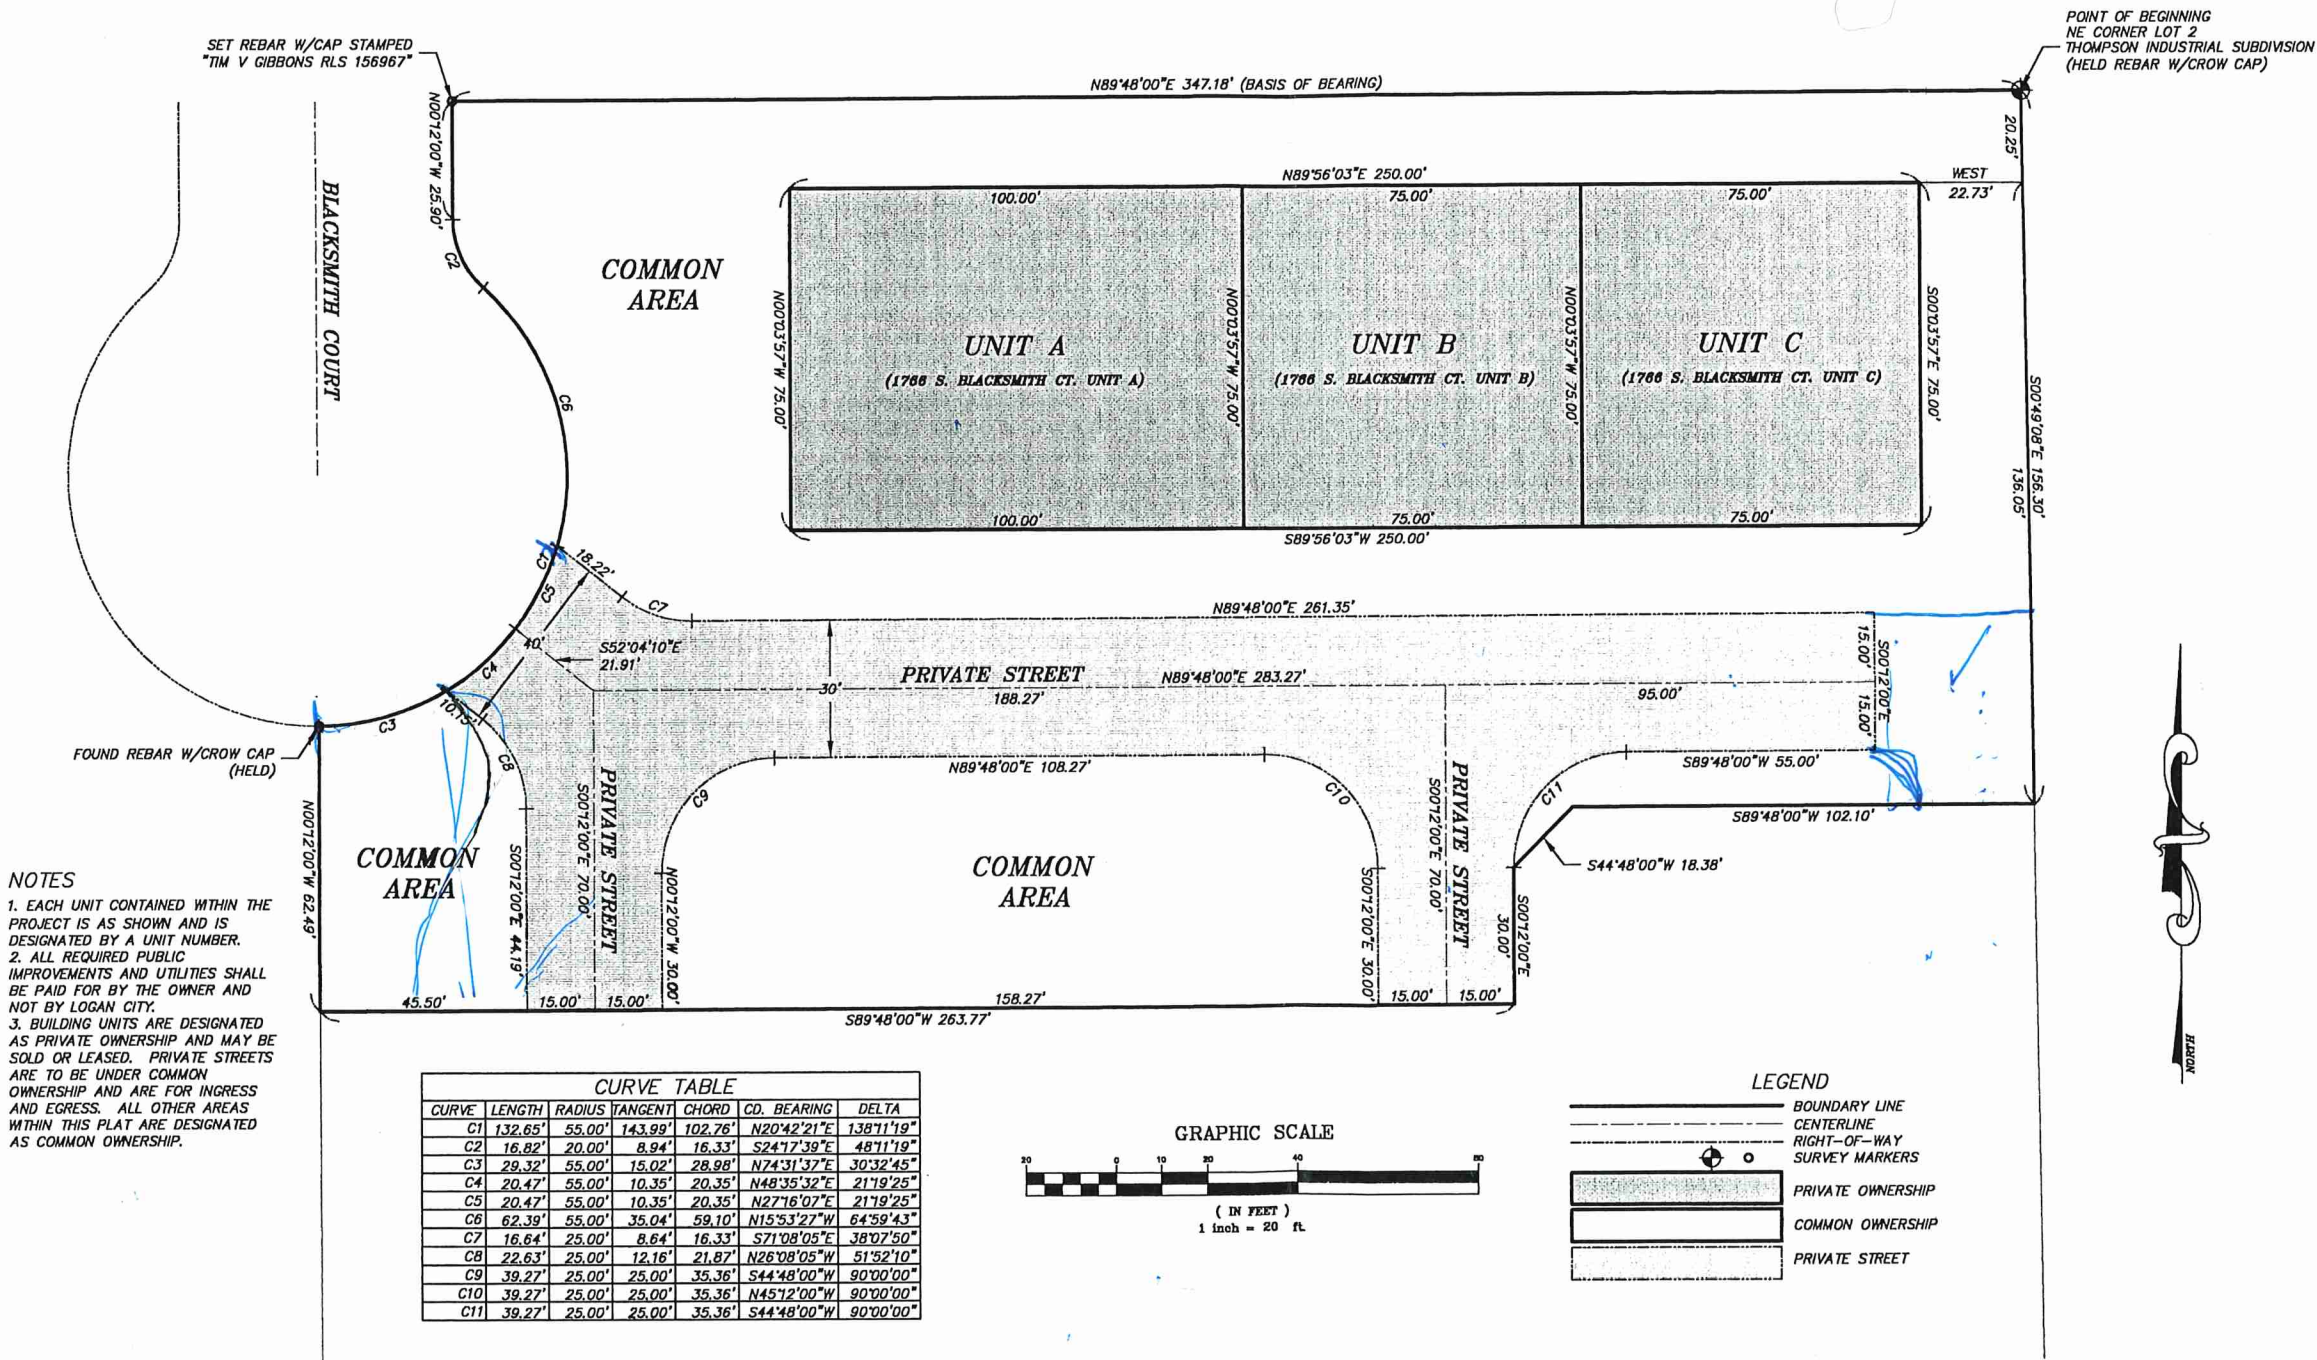 POINT OF BEGINNING
NE CORNER LOT 2
THOMPSON INDUSTRIAL SUBDIVISION
(HELD REBAR W/CROW CAP)
SET REBAR W/CAP STAMPED
"TIM V GIBBONS RLS 156967"
N89°48'00"E 347.18' (BASIS OF BEARING)
N00°12'00"W 25.90'
20.25'
BLACKSMITH COURT
C2
C6
COMMON
AREA
N89°56'03"E 250.00'
WEST
22.73'
100.00'
75.00'
75.00'
N00°03'57"W 75.00'
UNIT A
(1766 S. BLACKSMITH CT. UNIT A)
N00°03'57"W 75.00'
UNIT B
(1766 S. BLACKSMITH CT. UNIT B)
N00°03'57"W 75.00'
UNIT C
(1766 S. BLACKSMITH CT. UNIT C)
S00°03'57"E 75.00'
S0°49'08"E 156.30'
136.05'
100.00'
75.00'
75.00'
S89°56'03"W 250.00'
C1
18.22'
C5
C7
N89°48'00"E 261.35'
40'
S52°04'10"E
21.91'
C4
PRIVATE STREET
N89°48'00"E 283.27'
30'
188.27'
95.00'
15.00'
15.00'
S00°12'00"E
10.75'
C3
FOUND REBAR W/CROW CAP
(HELD)
C8
N89°48'00"E 108.27'
S89°48'00"W 55.00'
C9
C10
C11
S89°48'00"W 102.10'
S44°48'00"W 18.38'
N00°12'00"W 62.49'
COMMON
AREA
S00°12'00"E 44.19'
S00°12'00"E 70.00'
PRIVATE STREET
N00°12'00"W 30.00'
COMMON
AREA
S00°12'00"E 30.00'
S00°12'00"E 70.00'
PRIVATE STREET
S00°12'00"E
30.00'
45.50'
15.00'
15.00'
158.27'
15.00'
15.00'
S89°48'00"W 263.77'
NOTES
1. EACH UNIT CONTAINED WITHIN THE
PROJECT IS AS SHOWN AND IS
DESIGNATED BY A UNIT NUMBER.
2. ALL REQUIRED PUBLIC
IMPROVEMENTS AND UTILITIES SHALL
BE PAID FOR BY THE OWNER AND
NOT BY LOGAN CITY.
3. BUILDING UNITS ARE DESIGNATED
AS PRIVATE OWNERSHIP AND MAY BE
SOLD OR LEASED. PRIVATE STREETS
ARE TO BE UNDER COMMON
OWNERSHIP AND ARE FOR INGRESS
AND EGRESS. ALL OTHER AREAS
WITHIN THIS PLAT ARE DESIGNATED
AS COMMON OWNERSHIP.
CURVE TABLE
CURVE LENGTH RADIUS TANGENT CHORD CD. BEARING DELTA
C1 132.65' 55.00' 143.99' 102.76' N20°42'21"E 138°11'19"
C2 16.82' 20.00' 8.94' 16.33' S24°17'39"E 48°11'19"
C3 29.32' 55.00' 15.02' 28.98' N74°31'37"E 30°32'45"
C4 20.47' 55.00' 10.35' 20.35' N48°35'32"E 21°19'25"
C5 20.47' 55.00' 10.35' 20.35' N27°16'07"E 21°19'25"
C6 62.39' 55.00' 35.04' 59.10' N15°53'27"W 64°59'43"
C7 16.64' 25.00' 8.64' 16.33' S71°08'05"E 38°07'50"
C8 22.63' 25.00' 12.16' 21.87' N26°08'05"W 51°52'10"
C9 39.27' 25.00' 25.00' 35.36' S44°48'00"W 90°00'00"
C10 39.27' 25.00' 25.00' 35.36' N45°12'00"W 90°00'00"
C11 39.27' 25.00' 25.00' 35.36' S44°48'00"W 90°00'00"
GRAPHIC SCALE
20 0 10 20 40 80
( IN FEET )
1 inch = 20 ft.
LEGEND
BOUNDARY LINE
CENTERLINE
RIGHT-OF-WAY
SURVEY MARKERS
PRIVATE OWNERSHIP
COMMON OWNERSHIP
PRIVATE STREET
NORTH